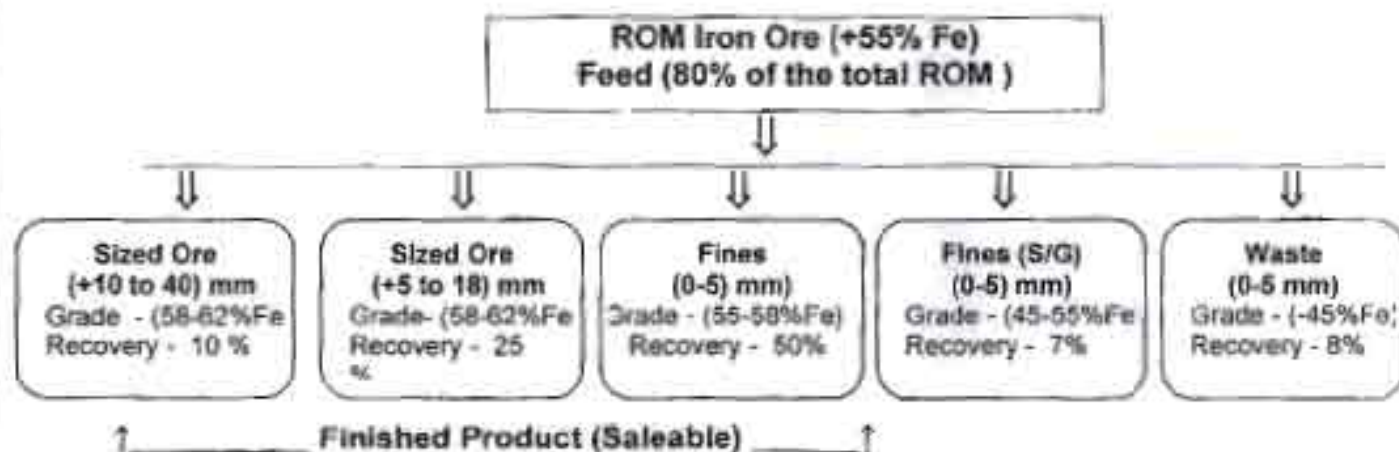 ROM Iron Ore (+55% Fe)
Feed (80% of the total ROM )
Sized Ore
(+10 to 40) mm
Grade - (58-62%Fe
Recovery - 10 %
Sized Ore
(+5 to 18) mm
Grade- (58-62%Fe
Recovery - 25
%
Fines
(0-5) mm)
Grade - (55-58%Fe)
Recovery - 50%
Fines (S/G)
(0-5) mm)
Grade - (45-55%Fe
Recovery - 7%
Waste
(0-5 mm)
Grade - (-45%Fe)
Recovery - 8%
Finished Product (Saleable)